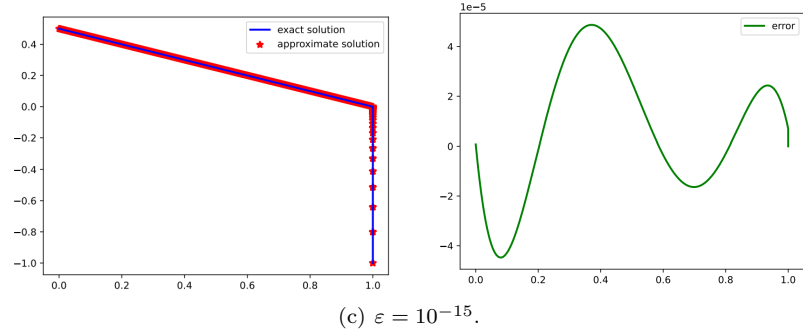 exact solution
approximate solution
0.4
0.2
0.0
−0.2
−0.4
−0.6
−0.8
−1.0
0.0 0.2 0.4 0.6 0.8 1.0
1e−5
error
4
2
0
−2
−4
0.0 0.2 0.4 0.6 0.8 1.0
(c) ε = 10⁻¹⁵.